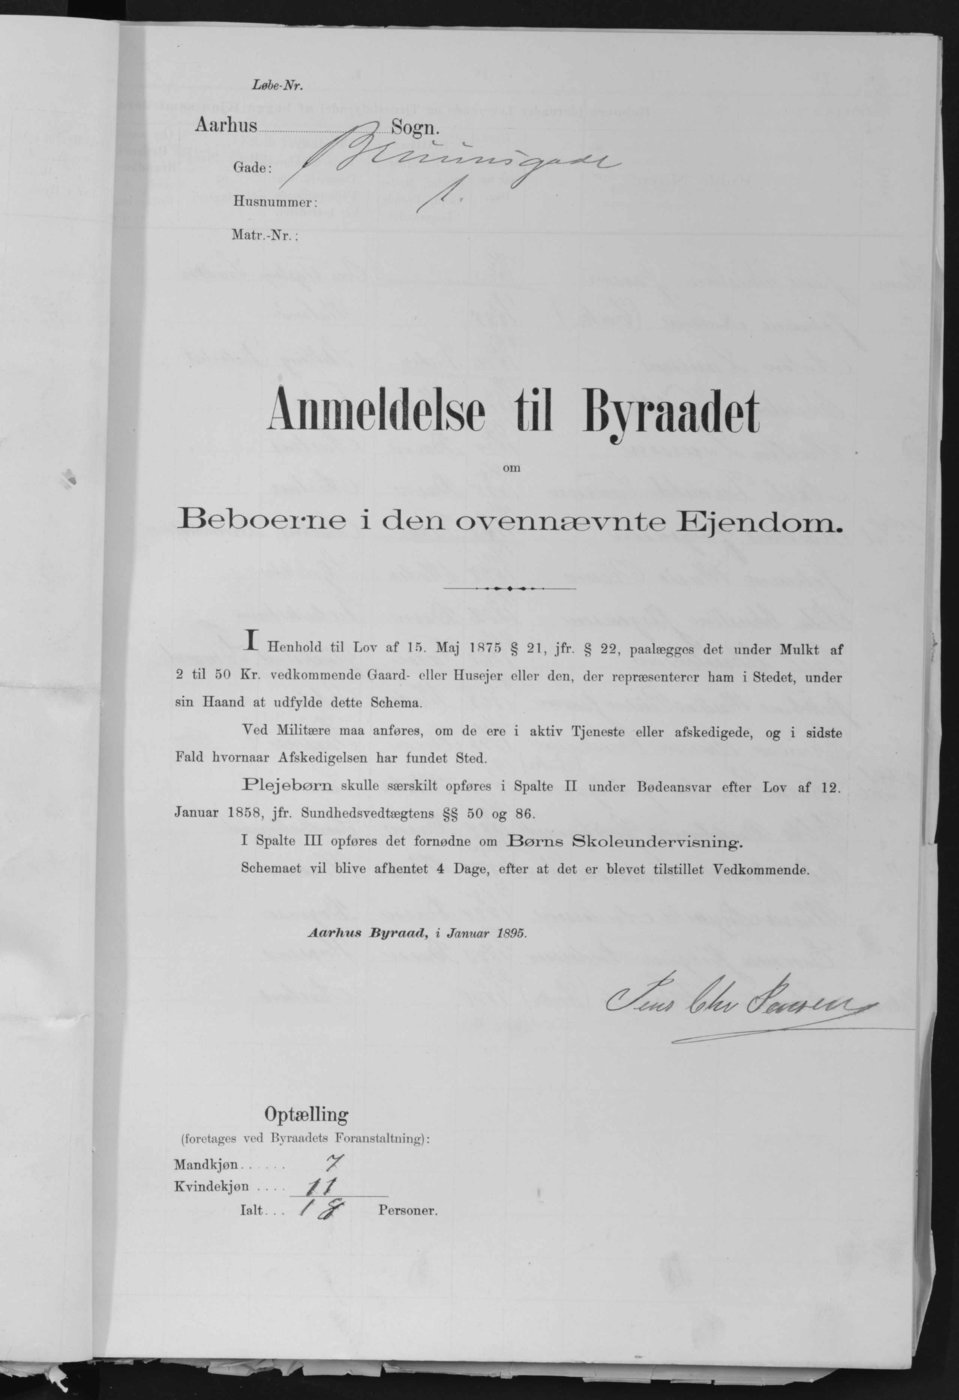 Løbe-Nr.
Aarhus Sogn.
Gade: Bruunsgade
Husnummer: 1.
Matr.-Nr.:
Anmeldelse til Byraadet
om
Beboerne i den ovennævnte Ejendom.
I Henhold til Lov af 15. Maj 1875 § 21, jfr. § 22, paalægges det under Mulkt af
2 til 50 Kr. vedkommende Gaard- eller Husejer eller den, der repræsenterer ham i Stedet, under
sin Haand at udfylde dette Schema.
Ved Militære maa anføres, om de ere i aktiv Tjeneste eller afskedigede, og i sidste
Fald hvornaar Afskedigelsen har fundet Sted.
Plejebørn skulle særskilt opføres i Spalte II under Bødeansvar efter Lov af 12.
Januar 1858, jfr. Sundhedsvedtægtens §§ 50 og 86.
I Spalte III opføres det fornødne om Børns Skoleundervisning.
Schemaet vil blive afhentet 4 Dage, efter at det er blevet tilstillet Vedkommende.
Aarhus Byraad, i Januar 1895.
Jens Chr Jensen
Optælling
(foretages ved Byraadets Foranstaltning):
Mandkjøn...... 7
Kvindekjøn .... 11
Ialt... 18 Personer.